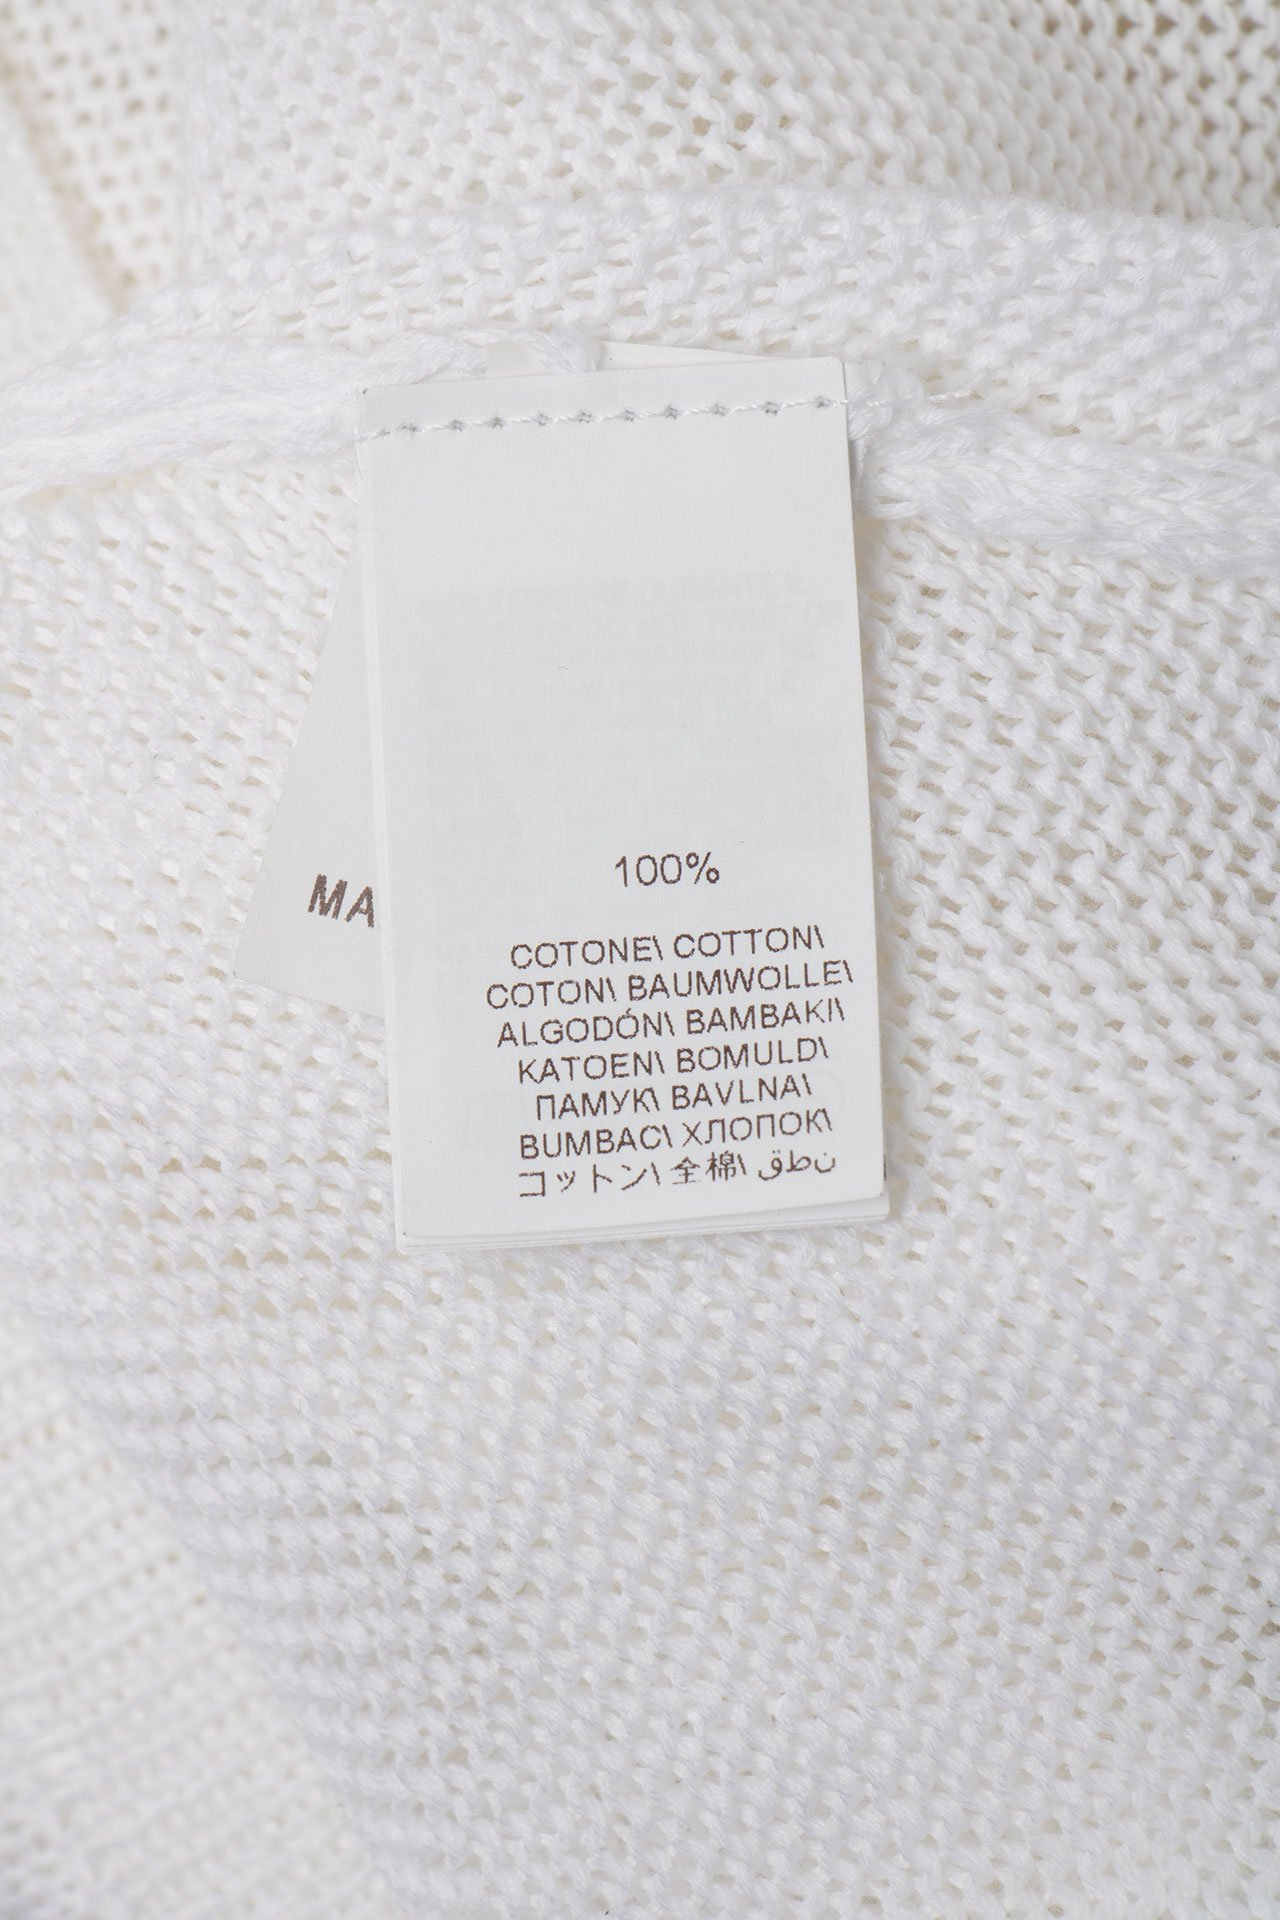 100%
MA
COTONE\ COTTON\
COTON\ BAUMWOLLE\
ALGODÓN\ BAMBAKI\
KATOEN\ BOMULD\
ПАМУК\ BAVLNA\
BUMBAC\ ХЛОПОК\
コットン\ 全棉\ قطن